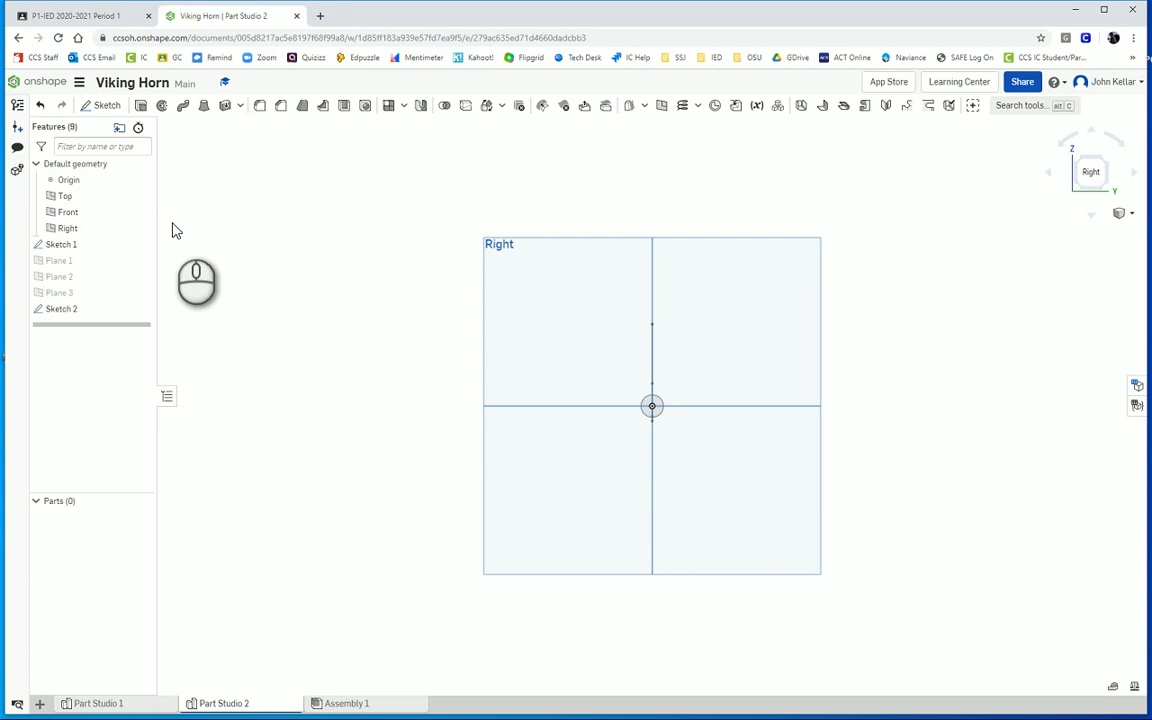 P1-IED 2020-2021 Period 1
Viking Horn | Part Studio 2
ccsoh.onshape.com/documents/005d8217ac5e8197f68f99a8/w/1d85ff183a939e57fd7ea9f5/e/279ac635ed71d4660dadcbb3
CCS Staff CCS Email IC GC Remind Zoom Quizizz Edpuzzle Mentimeter Kahoot! Flipgrid Tech Desk IC Help SSJ IED OSU GDrive ACT Online Naviance SAFE Log On CCS IC Student/Par... »
onshape Viking Horn Main App Store Learning Center Share John Kellar
Sketch Search tools... alt C
Features (9)
Filter by name or type
Default geometry
Origin
Top
Front
Right
Sketch 1
Plane 1
Plane 2
Plane 3
Sketch 2
Parts (0)
Right
Z
Right
Y
Part Studio 1 Part Studio 2 Assembly 1